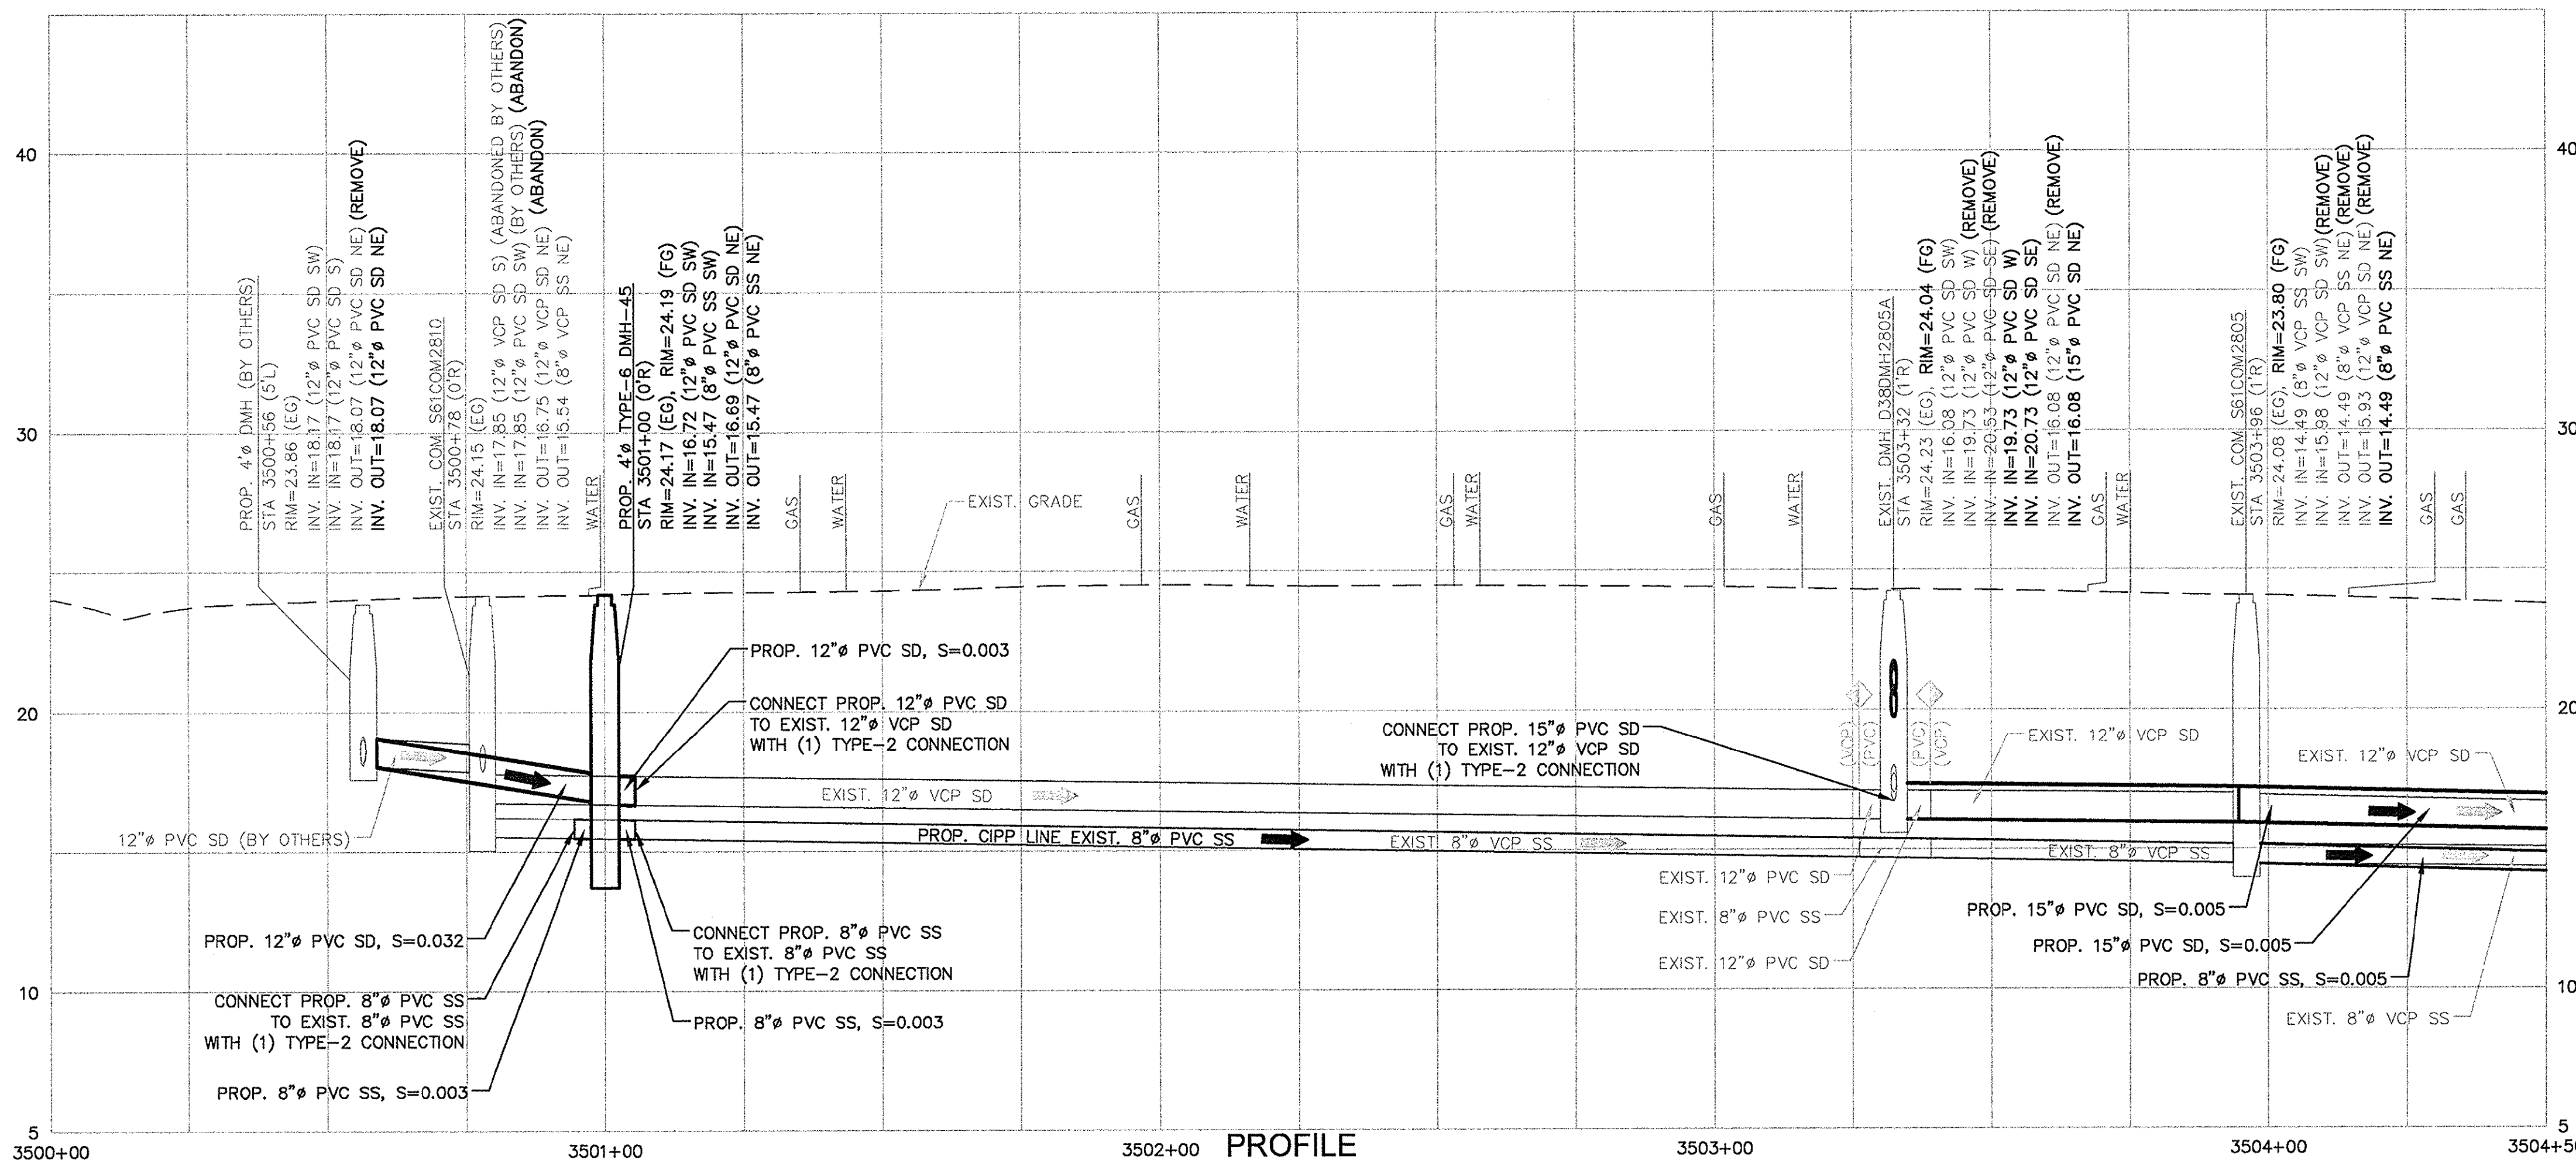 40
30
20
10
5
40
30
20
10
5
PROP. 4'ø DMH (BY OTHERS)
STA 3500+56 (5'L)
RIM=23.86 (EG)
INV. IN=18.17 (12"ø PVC SD SW)
INV. IN=18.17 (12"ø PVC SD S)
INV. OUT=18.07 (12"ø PVC SD NE) (REMOVE)
INV. OUT=18.07 (12"ø PVC SD NE)
EXIST. COM. S61COM2810
STA 3500+78 (0'R)
RIM=24.15 (EG)
INV. IN=17.85 (12"ø VCP SD S) (ABANDONED BY OTHERS)
INV. IN=17.85 (12"ø PVC SD SW) (BY OTHERS) (ABANDON)
INV. OUT=16.75 (12"ø VCP SD NE) (ABANDON)
INV. OUT=15.54 (8"ø VCP SS NE)
WATER
PROP. 4'ø TYPE-6 DMH-45
STA 3501+00 (0'R)
RIM=24.17 (EG), RIM=24.19 (FG)
INV. IN=16.72 (12"ø PVC SD SW)
INV. IN=15.47 (8"ø PVC SS SW)
INV. OUT=16.69 (12"ø PVC SD NE)
INV. OUT=15.47 (8"ø PVC SS NE)
GAS
WATER
EXIST. GRADE
GAS
WATER
GAS
WATER
GAS
WATER
EXIST. DMH D38DMH2805A
STA 3503+32 (1'R)
RIM=24.23 (EG), RIM=24.04 (FG)
INV. IN=16.08 (12"ø PVC SD SW)
INV. IN=19.73 (12"ø PVC SD W) (REMOVE)
INV. IN=20.53 (12"ø PVC SD SE) (REMOVE)
INV. IN=19.73 (12"ø PVC SD W)
INV. IN=20.73 (12"ø PVC SD SE)
INV. OUT=16.08 (12"ø PVC SD NE) (REMOVE)
INV. OUT=16.08 (15"ø PVC SD NE)
GAS
WATER
EXIST. COM. S61COM2805
STA 3503+96 (1'R)
RIM=24.08 (EG), RIM=23.80 (FG)
INV. IN=14.49 (8"ø VCP SS SW)
INV. IN=15.98 (12"ø VCP SD SW) (REMOVE)
INV. OUT=14.49 (8"ø VCP SS NE) (REMOVE)
INV. OUT=15.93 (12"ø VCP SD NE) (REMOVE)
INV. OUT=14.49 (8"ø PVC SS NE)
GAS
GAS
PROP. 12"ø PVC SD, S=0.003
CONNECT PROP. 12"ø PVC SD
TO EXIST. 12"ø VCP SD
WITH (1) TYPE-2 CONNECTION
CONNECT PROP. 15"ø PVC SD
TO EXIST. 12"ø VCP SD
WITH (1) TYPE-2 CONNECTION
(VCP)
(PVC)
(PVC)
(VCP)
EXIST. 12"ø VCP SD
EXIST. 12"ø VCP SD
EXIST. 12"ø VCP SD
12"ø PVC SD (BY OTHERS)
PROP. CIPP LINE EXIST. 8"ø PVC SS
EXIST. 8"ø VCP SS
EXIST. 8"ø VCP SS
EXIST. 12"ø PVC SD
EXIST. 8"ø PVC SS
EXIST. 12"ø PVC SD
PROP. 12"ø PVC SD, S=0.032
CONNECT PROP. 8"ø PVC SS
TO EXIST. 8"ø PVC SS
WITH (1) TYPE-2 CONNECTION
PROP. 15"ø PVC SD, S=0.005
PROP. 15"ø PVC SD, S=0.005
PROP. 8"ø PVC SS, S=0.005
EXIST. 8"ø VCP SS
CONNECT PROP. 8"ø PVC SS
TO EXIST. 8"ø PVC SS
WITH (1) TYPE-2 CONNECTION
PROP. 8"ø PVC SS, S=0.003
PROP. 8"ø PVC SS, S=0.003
3500+00
3501+00
3502+00
PROFILE
3503+00
3504+00
3504+50